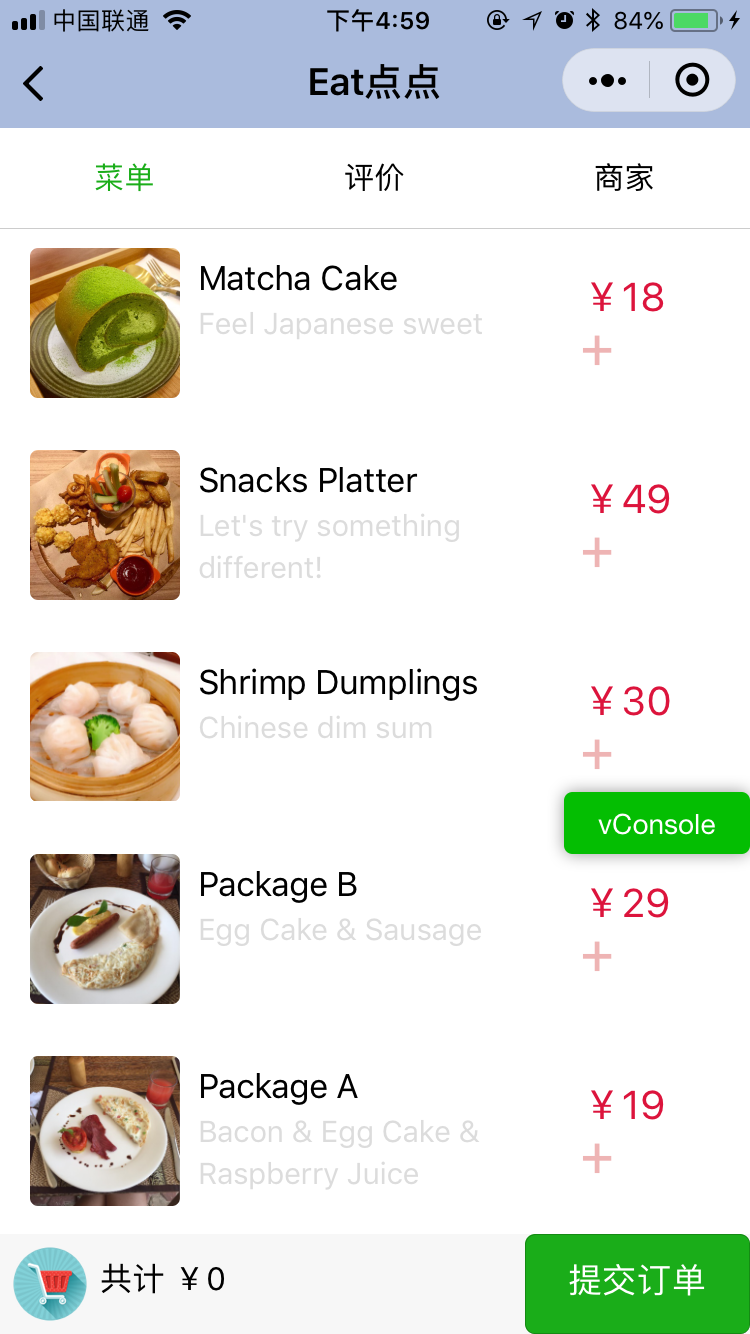 中国联通 下午4:59 84%
Eat点点
菜单 评价 商家
Matcha Cake
Feel Japanese sweet
¥ 18
+
Snacks Platter
Let's try something
different!
¥ 49
+
Shrimp Dumplings
Chinese dim sum
¥ 30
+
vConsole
Package B
Egg Cake & Sausage
¥ 29
+
Package A
Bacon & Egg Cake &
Raspberry Juice
¥ 19
+
共计 ¥ 0
提交订单